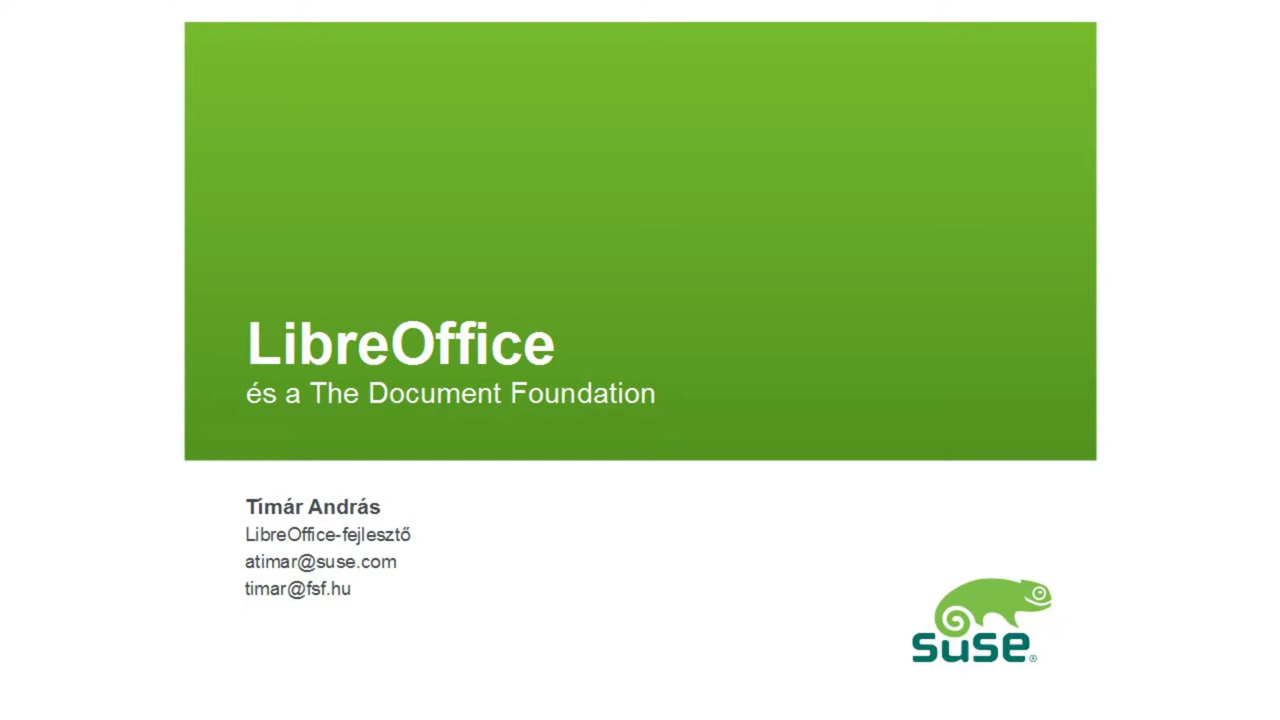 LibreOffice
és a The Document Foundation
Tímár András
LibreOffice-fejlesztő
atimar@suse.com
timar@fsf.hu
suse®